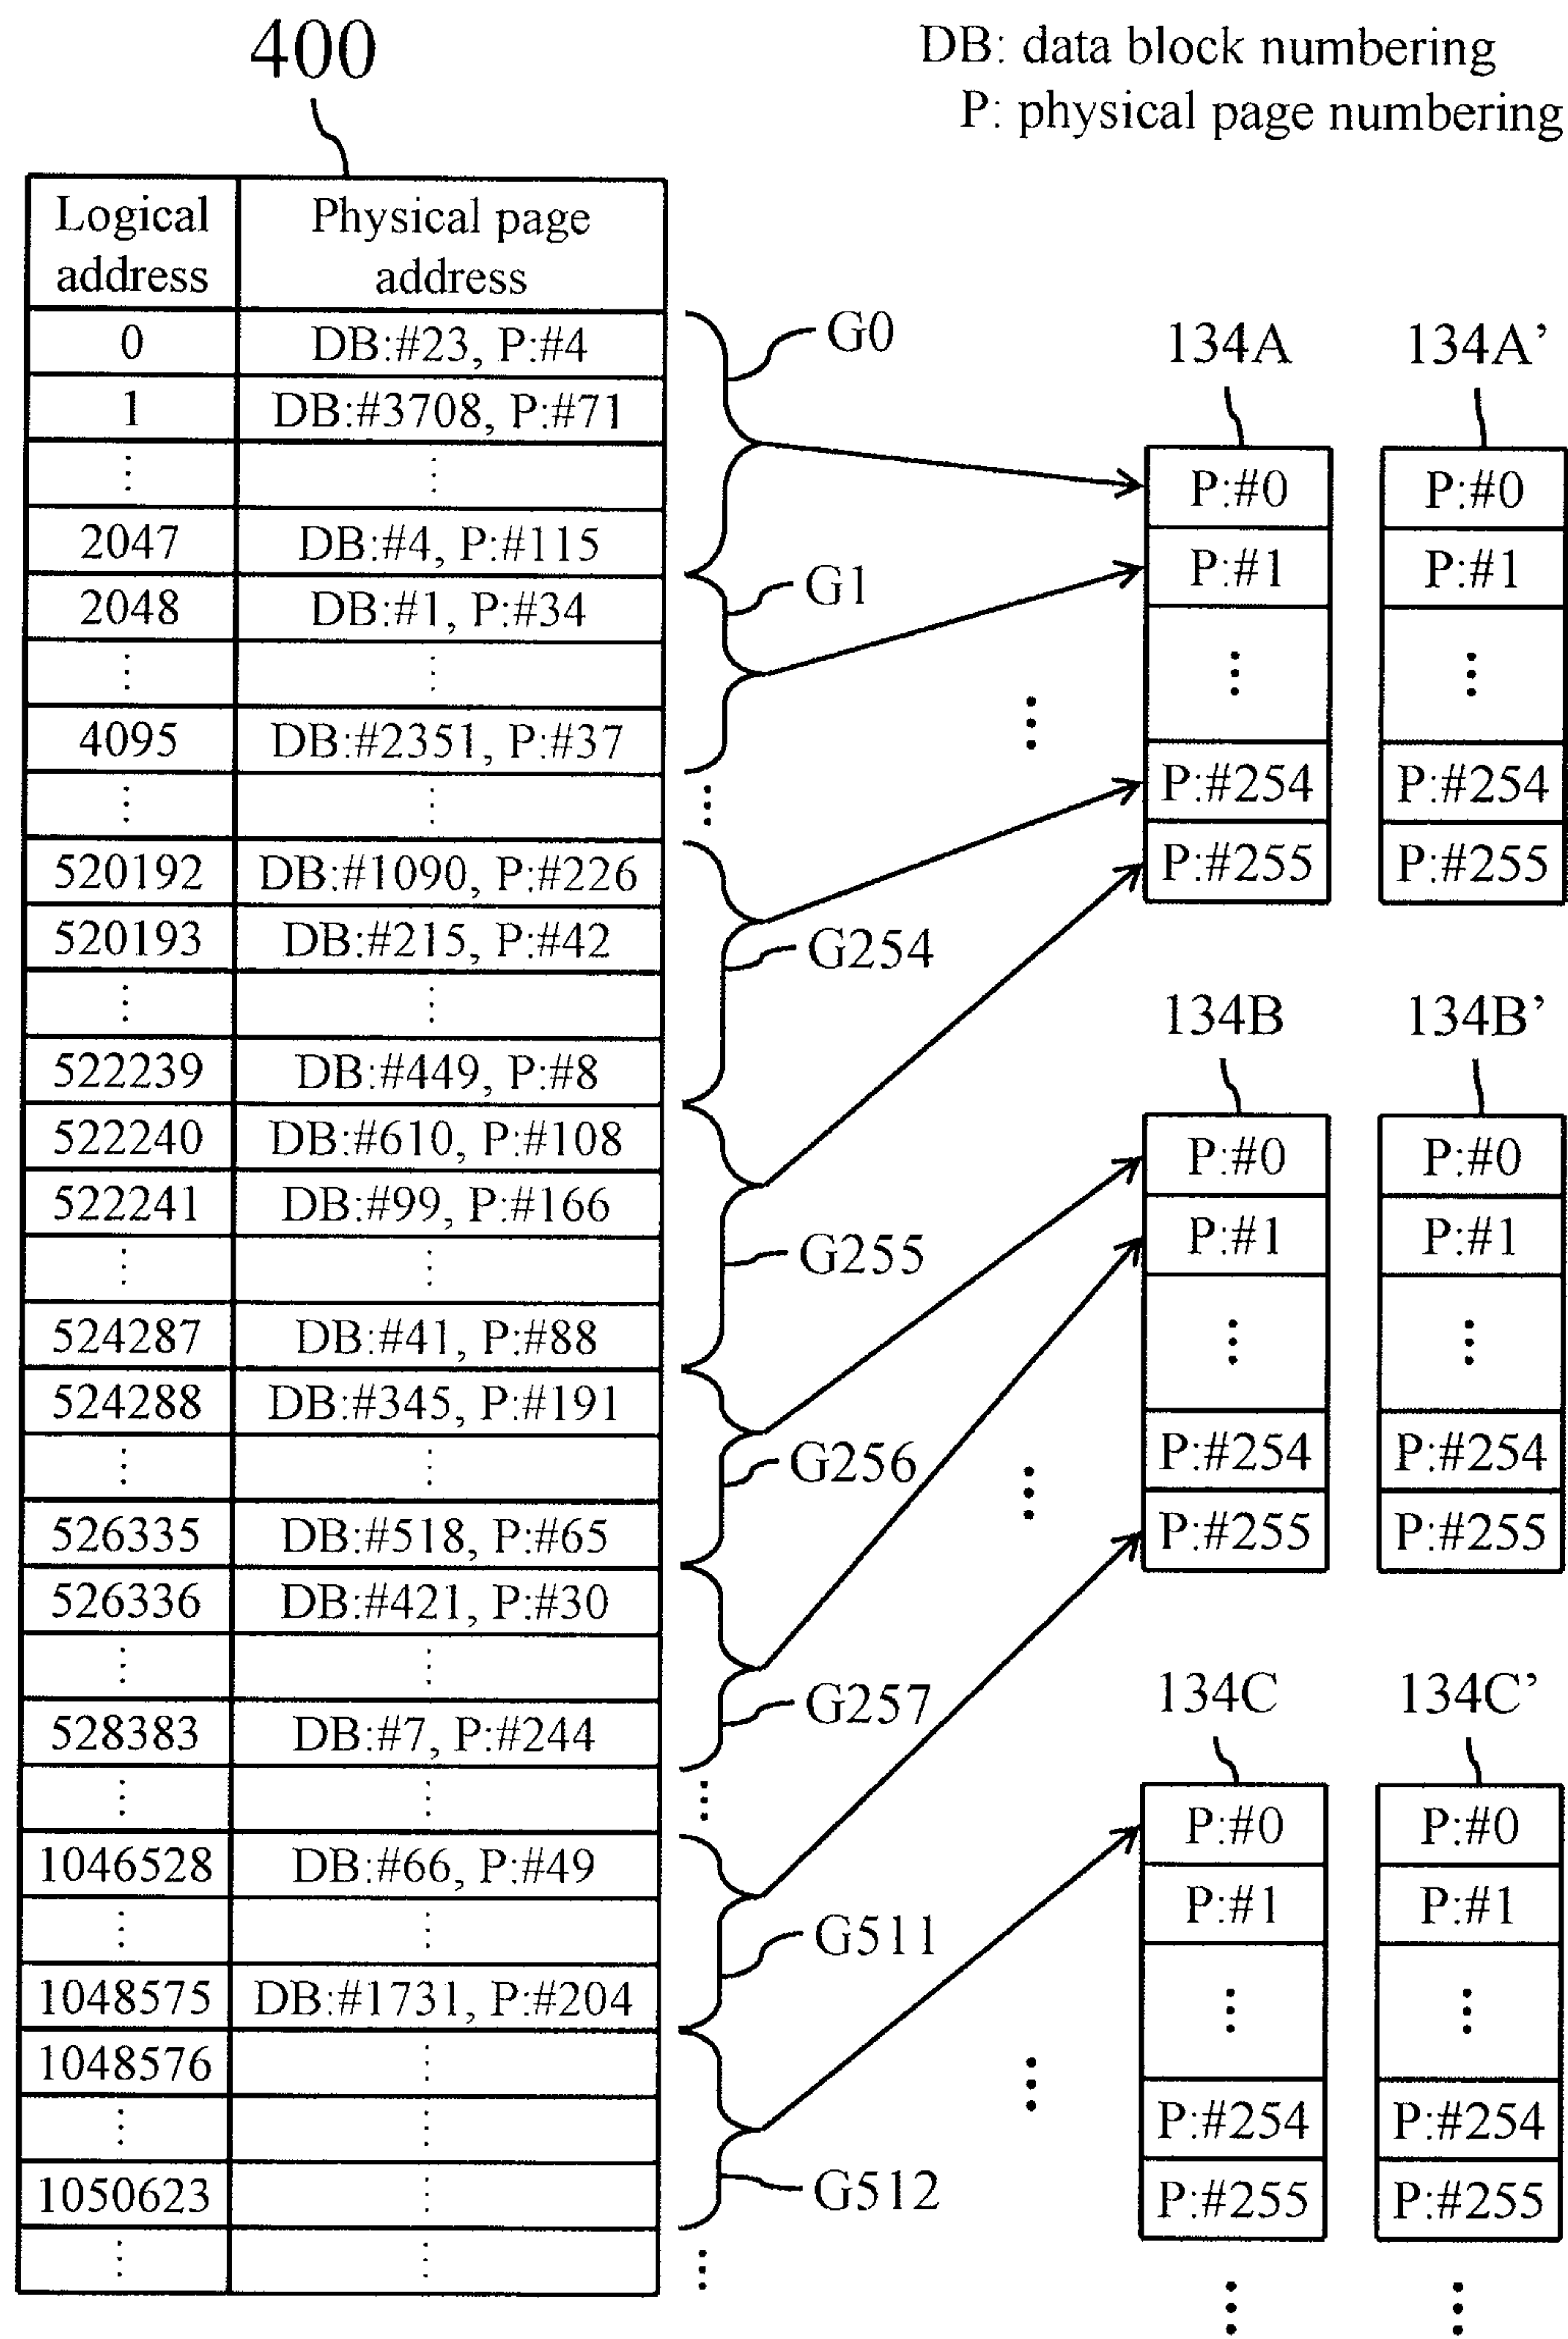 400
DB: data block numbering
P: physical page numbering
Logical address
Physical page address
0 DB:#23, P:#4
1 DB:#3708, P:#71
⋮ ⋮
2047 DB:#4, P:#115
2048 DB:#1, P:#34
⋮ ⋮
4095 DB:#2351, P:#37
⋮ ⋮
520192 DB:#1090, P:#226
520193 DB:#215, P:#42
⋮ ⋮
522239 DB:#449, P:#8
522240 DB:#610, P:#108
522241 DB:#99, P:#166
⋮ ⋮
524287 DB:#41, P:#88
524288 DB:#345, P:#191
⋮ ⋮
526335 DB:#518, P:#65
526336 DB:#421, P:#30
⋮ ⋮
528383 DB:#7, P:#244
⋮ ⋮
1046528 DB:#66, P:#49
⋮ ⋮
1048575 DB:#1731, P:#204
1048576 ⋮
⋮ ⋮
1050623 ⋮
⋮ ⋮
G0
G1
⋮
G254
G255
G256
G257
⋮
G511
G512
⋮
134A 134A’
P:#0 P:#0
P:#1 P:#1
⋮ ⋮ ⋮
P:#254 P:#254
P:#255 P:#255
134B 134B’
P:#0 P:#0
P:#1 P:#1
⋮ ⋮ ⋮
P:#254 P:#254
P:#255 P:#255
134C 134C’
P:#0 P:#0
P:#1 P:#1
⋮ ⋮ ⋮
P:#254 P:#254
P:#255 P:#255
⋮ ⋮